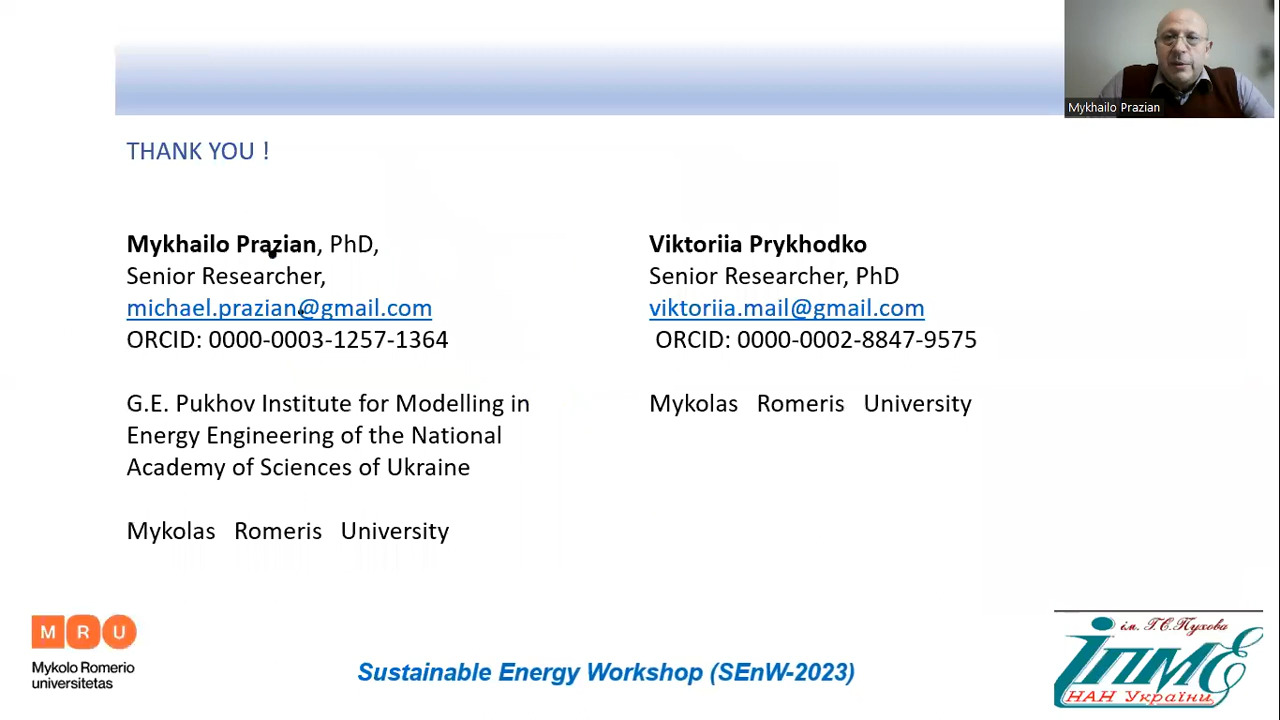 Mykhailo Prazian
THANK YOU !
Mykhailo Prazian, PhD,
Senior Researcher,
michael.prazian@gmail.com
ORCID: 0000-0003-1257-1364
G.E. Pukhov Institute for Modelling in
Energy Engineering of the National
Academy of Sciences of Ukraine
Mykolas Romeris University
Viktoriia Prykhodko
Senior Researcher, PhD
viktoriia.mail@gmail.com
ORCID: 0000-0002-8847-9575
Mykolas Romeris University
MRU
Mykolo Romerio
universitetas
Sustainable Energy Workshop (SEnW-2023)
ім. Г.Є.Пухова
ІПМЕ
НАН України